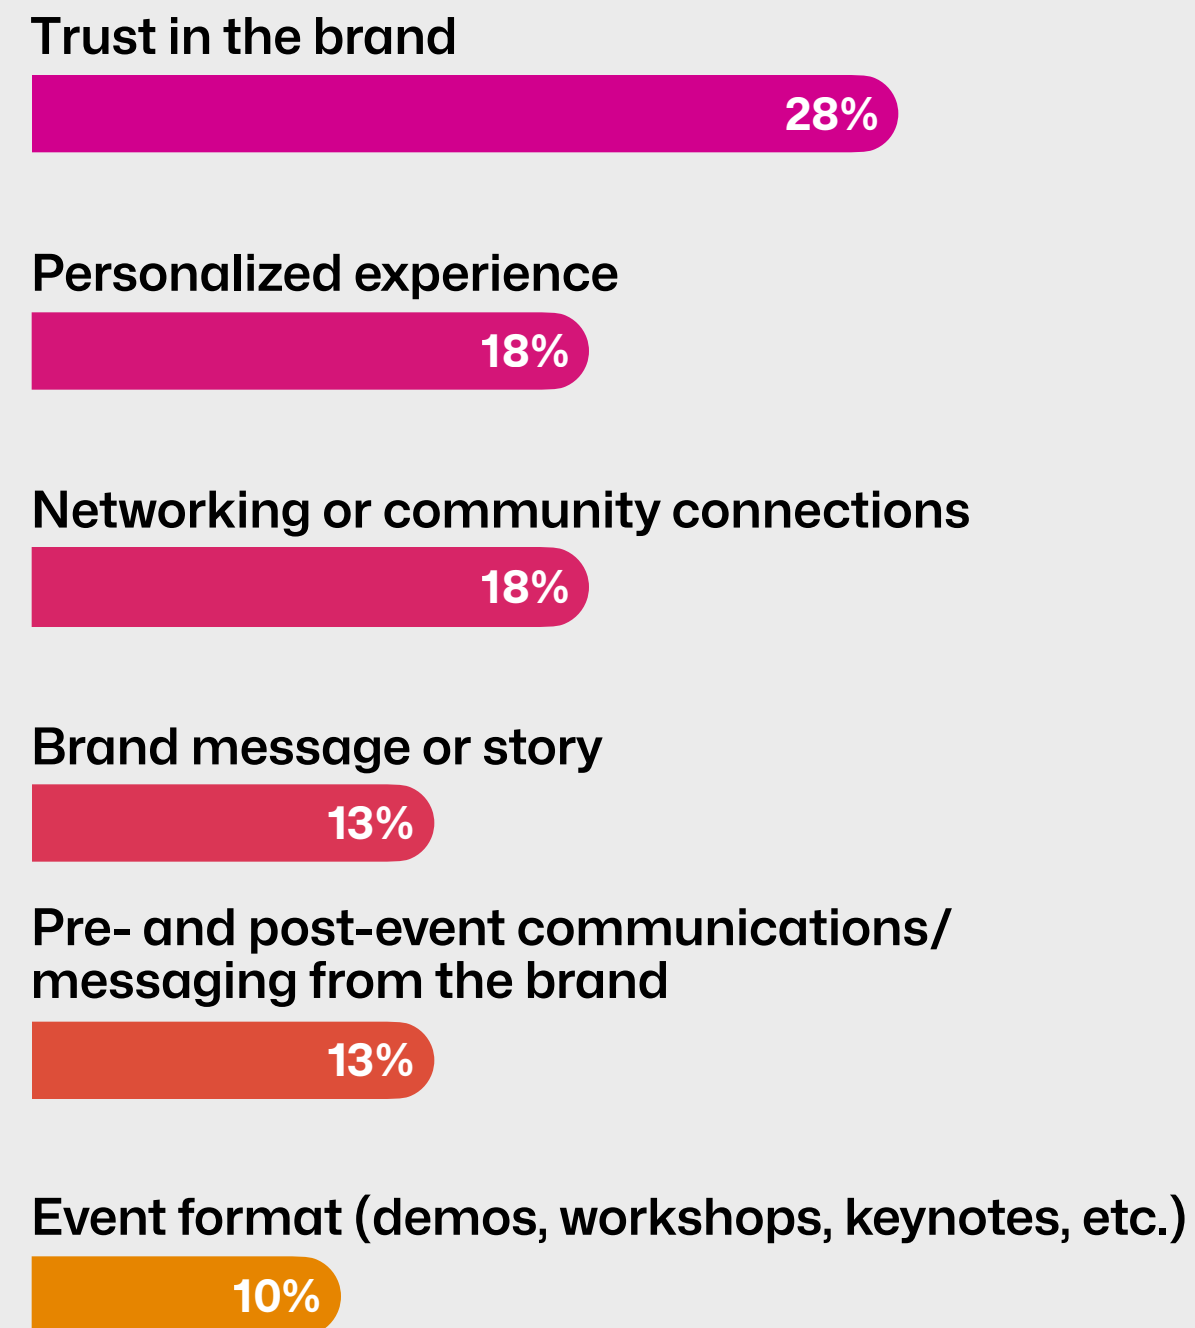 Trust in the brand
28%
Personalized experience
18%
Networking or community connections
18%
Brand message or story
13%
Pre- and post-event communications/
messaging from the brand
13%
Event format (demos, workshops, keynotes, etc.)
10%